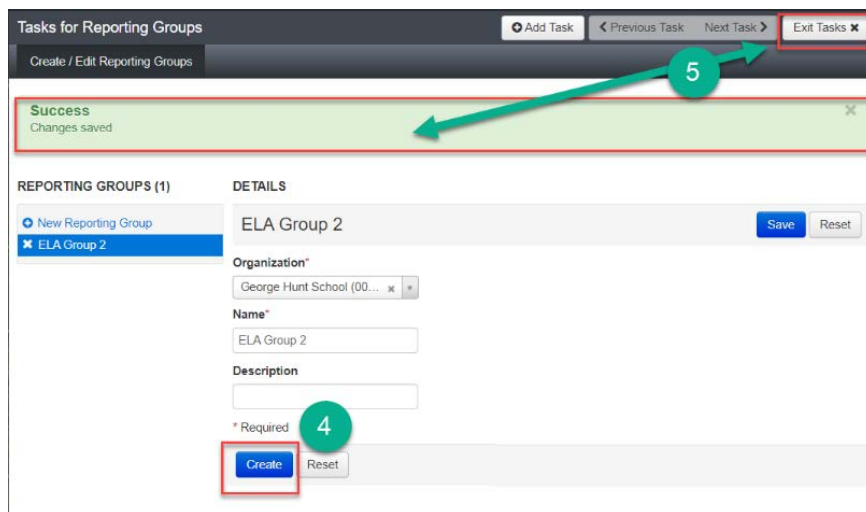 Tasks for Reporting Groups
Add Task
Previous Task
Next Task
Exit Tasks
Create / Edit Reporting Groups
5
Success
Changes saved
REPORTING GROUPS (1)
DETAILS
New Reporting Group
ELA Group 2
ELA Group 2
Save
Reset
Organization*
George Hunt School (00...
Name*
ELA Group 2
Description
* Required
4
Create
Reset